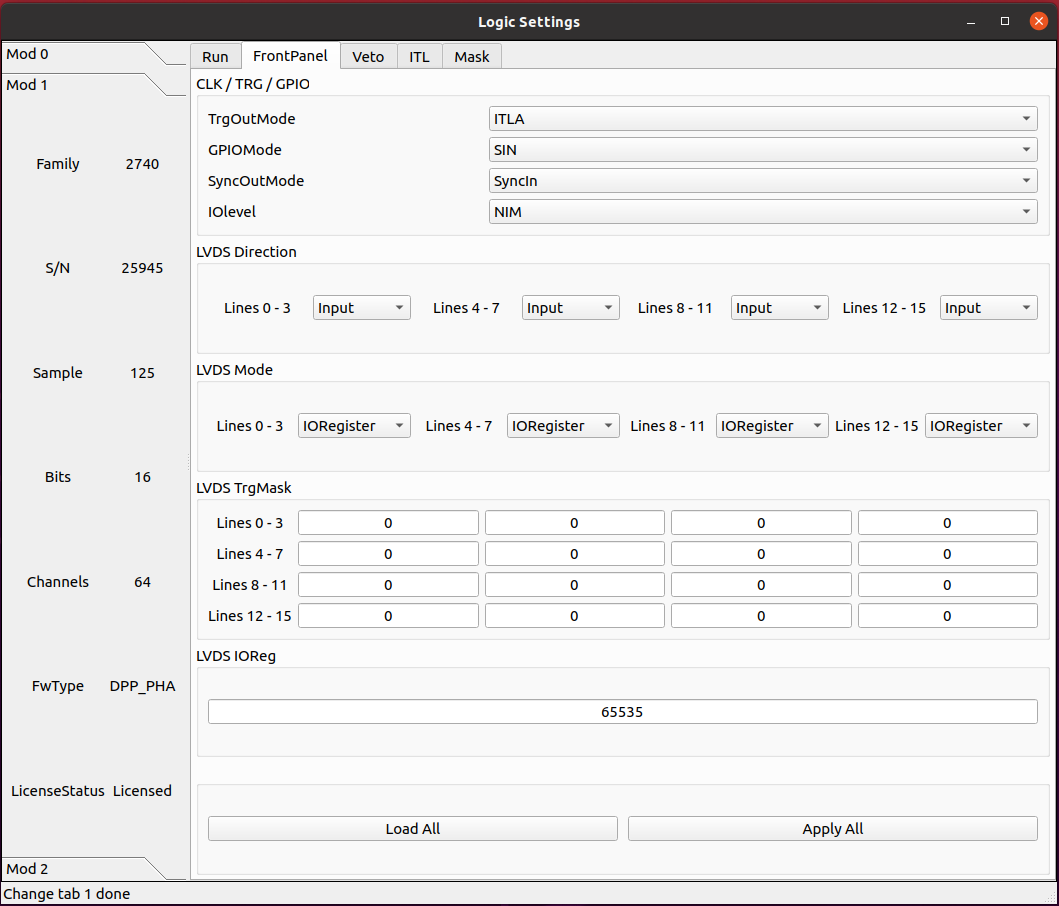 Logic Settings
Mod 0
Mod 1
Family 2740
S/N 25945
Sample 125
Bits 16
Channels 64
FwType DPP_PHA
LicenseStatus Licensed
Mod 2
Run FrontPanel Veto ITL Mask
CLK / TRG / GPIO
TrgOutMode ITLA
GPIOMode SIN
SyncOutMode SyncIn
IOlevel NIM
LVDS Direction
Lines 0 - 3 Input Lines 4 - 7 Input Lines 8 - 11 Input Lines 12 - 15 Input
LVDS Mode
Lines 0 - 3 IORegister Lines 4 - 7 IORegister Lines 8 - 11 IORegister Lines 12 - 15 IORegister
LVDS TrgMask
Lines 0 - 3 0 0 0 0
Lines 4 - 7 0 0 0 0
Lines 8 - 11 0 0 0 0
Lines 12 - 15 0 0 0 0
LVDS IOReg
65535
Load All Apply All
Change tab 1 done